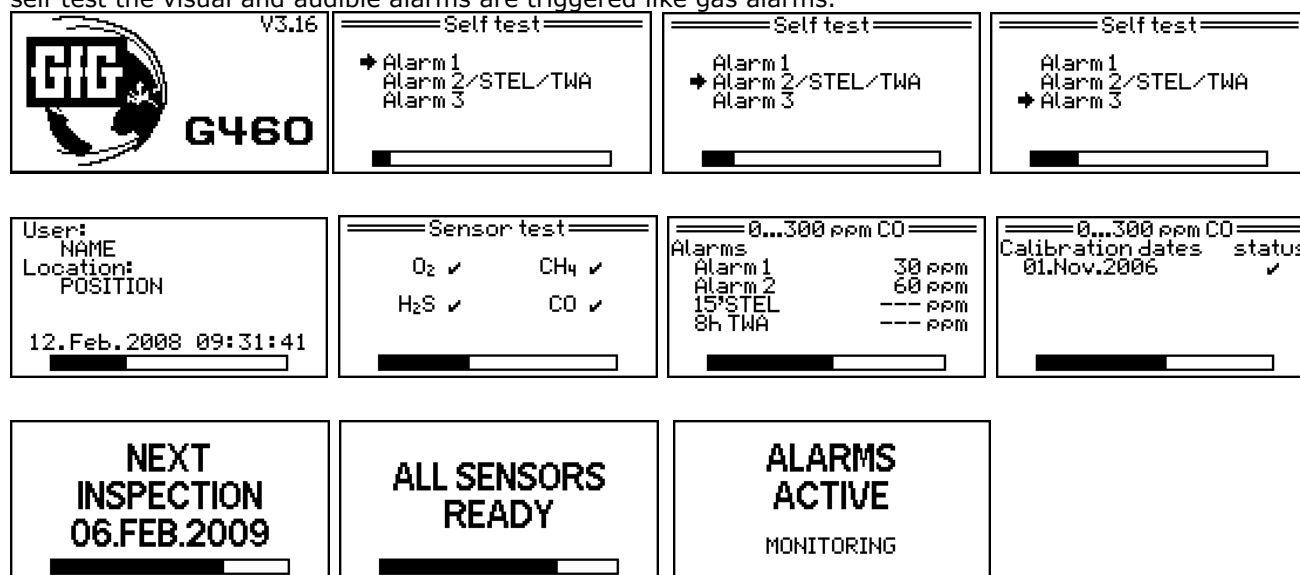 self test the visual and audible alarms are triggered like gas alarms.
V3.16
GfG
G460
Self test
➔ Alarm 1
Alarm 2/STEL/TWA
Alarm 3
Self test
Alarm 1
➔ Alarm 2/STEL/TWA
Alarm 3
Self test
Alarm 1
Alarm 2/STEL/TWA
➔ Alarm 3
User:
NAME
Location:
POSITION
12.Feb.2008 09:31:41
Sensor test
O₂ ✔ CH₄ ✔
H₂S ✔ CO ✔
0...300 ppm CO
Alarms
Alarm 1 30 ppm
Alarm 2 60 ppm
15'STEL --- ppm
8h TWA --- ppm
0...300 ppm CO
Calibration dates status
01.Nov.2006 ✔
NEXT
INSPECTION
06.FEB.2009
ALL SENSORS
READY
ALARMS
ACTIVE
MONITORING